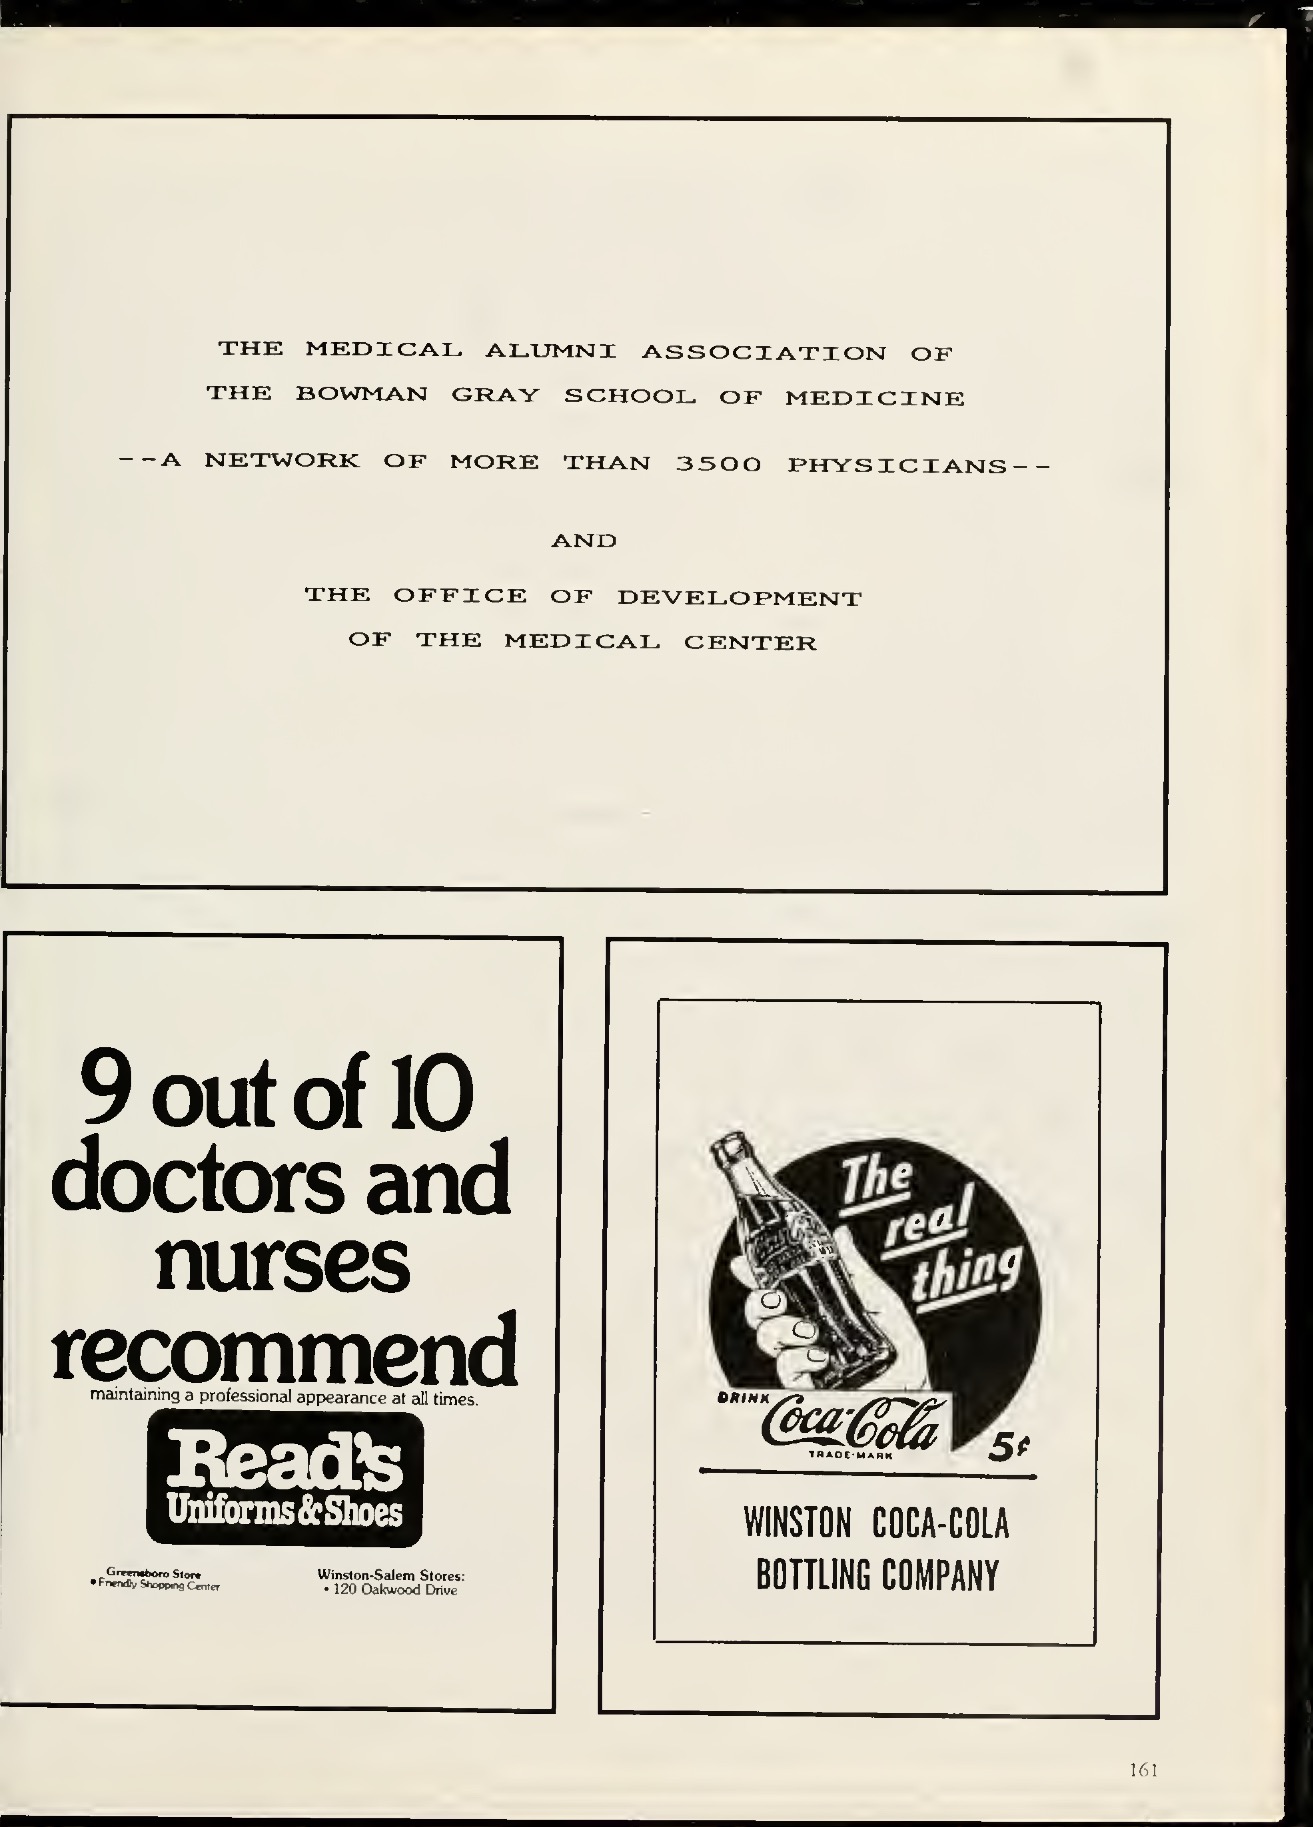 THE MEDICAL ALUMNI ASSOCIATION OF
THE BOWMAN GRAY SCHOOL OF MEDICINE
--A NETWORK OF MORE THAN 3500 PHYSICIANS--
AND
THE OFFICE OF DEVELOPMENT
OF THE MEDICAL CENTER
9 out of 10
doctors and
nurses
recommend
maintaining a professional appearance at all times.
Read's
Uniforms & Shoes
Greensboro Store
• Friendly Shopping Center
Winston-Salem Stores:
• 120 Oakwood Drive
The
real
thing
DRINK
Coca-Cola
TRADE-MARK
5¢
WINSTON COCA-COLA
BOTTLING COMPANY
161